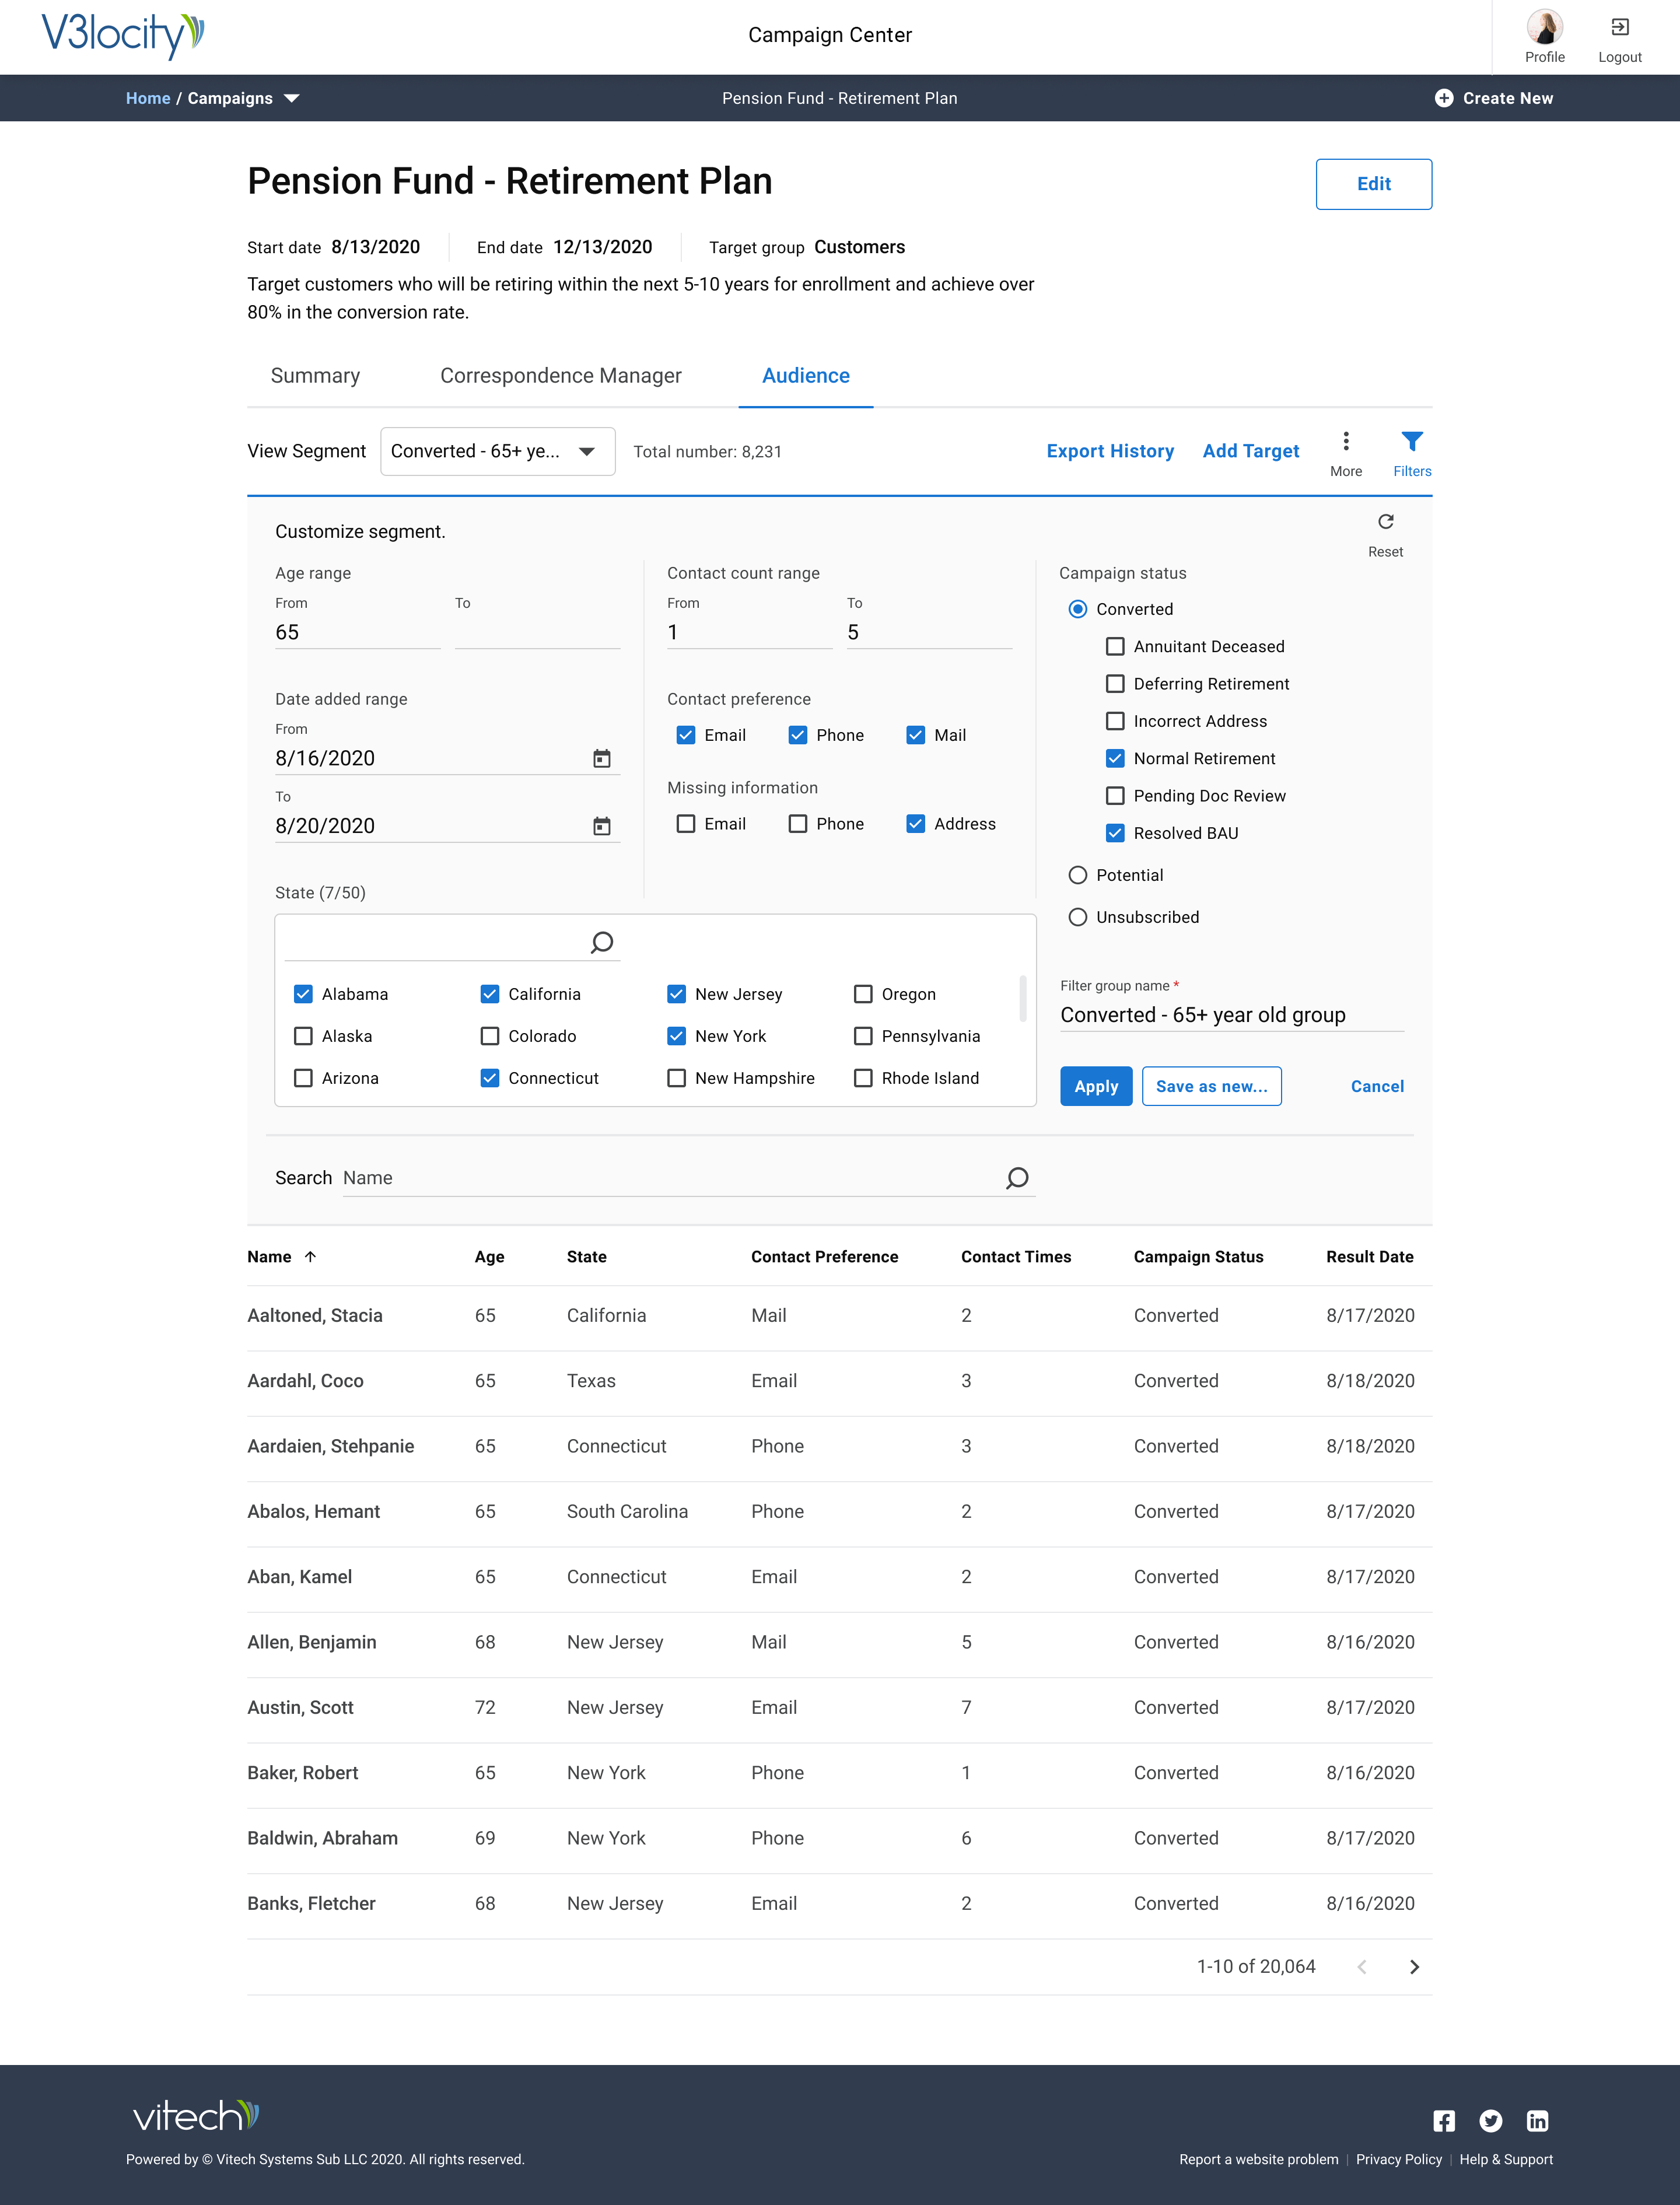 V3locity
Campaign Center
Profile
Logout
Home / Campaigns
Pension Fund - Retirement Plan
Create New
Pension Fund - Retirement Plan
Edit
Start date 8/13/2020
End date 12/13/2020
Target group Customers
Target customers who will be retiring within the next 5-10 years for enrollment and achieve over
80% in the conversion rate.
Summary
Correspondence Manager
Audience
View Segment
Converted - 65+ ye...
Total number: 8,231
Export History
Add Target
More
Filters
Customize segment.
Reset
Age range
From
To
65
Date added range
From
8/16/2020
To
8/20/2020
Contact count range
From
To
1
5
Contact preference
Email
Phone
Mail
Missing information
Email
Phone
Address
Campaign status
Converted
Annuitant Deceased
Deferring Retirement
Incorrect Address
Normal Retirement
Pending Doc Review
Resolved BAU
Potential
Unsubscribed
State (7/50)
Alabama
California
New Jersey
Oregon
Alaska
Colorado
New York
Pennsylvania
Arizona
Connecticut
New Hampshire
Rhode Island
Filter group name *
Converted - 65+ year old group
Apply
Save as new...
Cancel
Search Name
Name Age State Contact Preference Contact Times Campaign Status Result Date
Aaltoned, Stacia 65 California Mail 2 Converted 8/17/2020
Aardahl, Coco 65 Texas Email 3 Converted 8/18/2020
Aardaien, Stehpanie 65 Connecticut Phone 3 Converted 8/18/2020
Abalos, Hemant 65 South Carolina Phone 2 Converted 8/17/2020
Aban, Kamel 65 Connecticut Email 2 Converted 8/17/2020
Allen, Benjamin 68 New Jersey Mail 5 Converted 8/16/2020
Austin, Scott 72 New Jersey Email 7 Converted 8/17/2020
Baker, Robert 65 New York Phone 1 Converted 8/16/2020
Baldwin, Abraham 69 New York Phone 6 Converted 8/17/2020
Banks, Fletcher 68 New Jersey Email 2 Converted 8/16/2020
1-10 of 20,064
vitech
Powered by © Vitech Systems Sub LLC 2020. All rights reserved.
Report a website problem | Privacy Policy | Help & Support